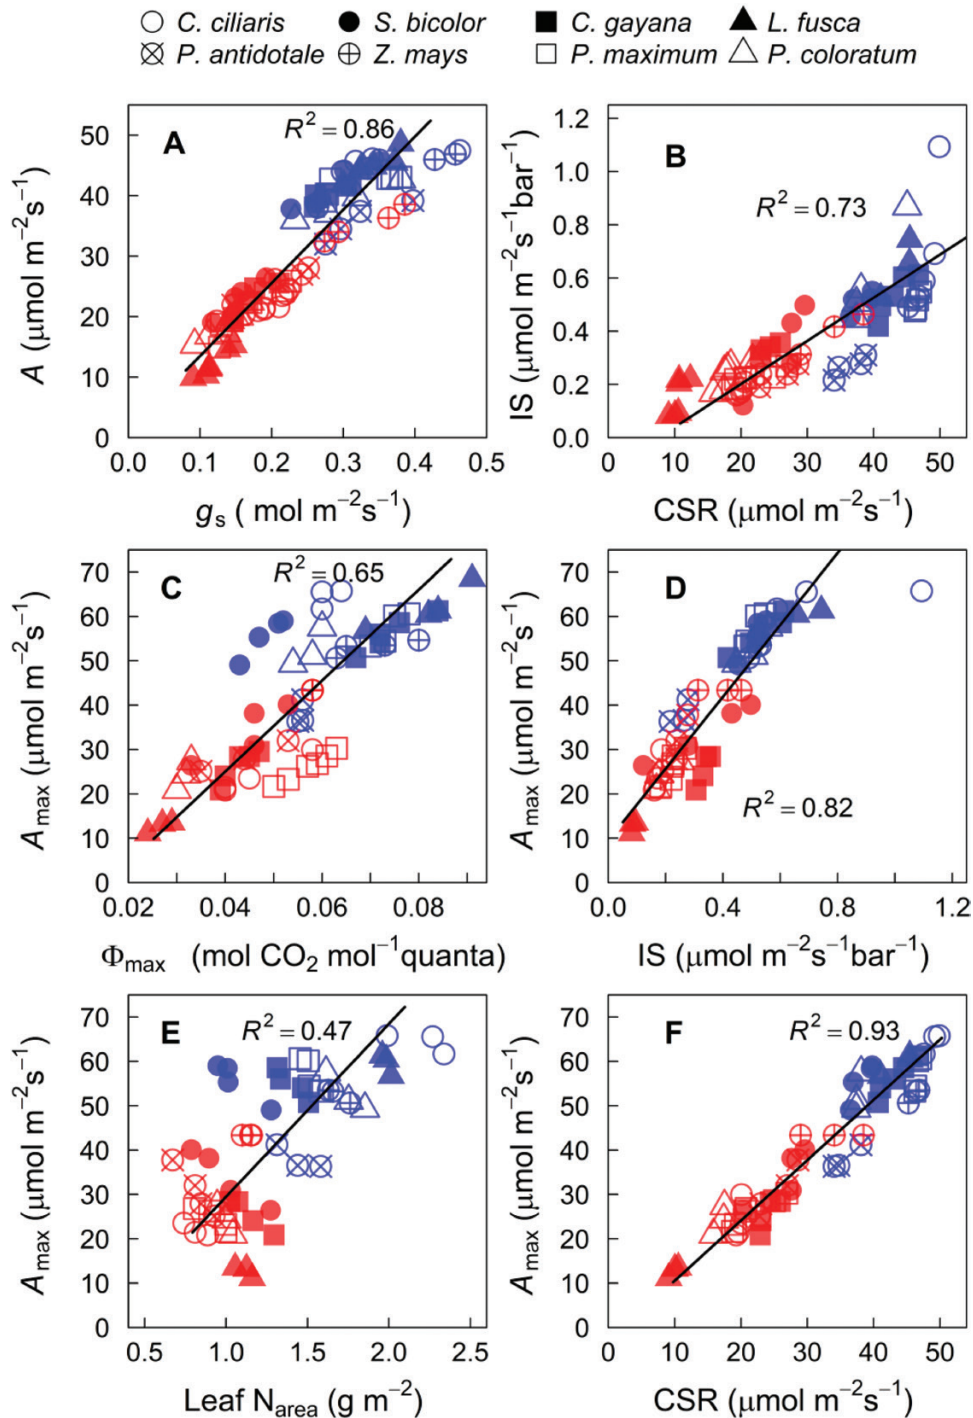 C. ciliaris S. bicolor C. gayana L. fusca
P. antidotale Z. mays P. maximum P. coloratum
A
R² = 0.86
50
40
30
20
10
0
A (μmol m⁻²s⁻¹)
0.0 0.1 0.2 0.3 0.4 0.5
gs ( mol m⁻²s⁻¹)
B
R² = 0.73
1.2
1.0
0.8
0.6
0.4
0.2
0.0
IS (μmol m⁻²s⁻¹bar⁻¹)
0 10 20 30 40 50
CSR (μmol m⁻²s⁻¹)
C
R² = 0.65
70
60
50
40
30
20
10
0
Amax (μmol m⁻²s⁻¹)
0.02 0.04 0.06 0.08
Φmax (mol CO₂ mol⁻¹quanta)
D
R² = 0.82
70
60
50
40
30
20
10
0
Amax (μmol m⁻²s⁻¹)
0.0 0.4 0.8 1.2
IS (μmol m⁻²s⁻¹bar⁻¹)
E
R² = 0.47
70
60
50
40
30
20
10
0
Amax (μmol m⁻²s⁻¹)
0.5 1.0 1.5 2.0 2.5
Leaf Narea (g m⁻²)
F
R² = 0.93
70
60
50
40
30
20
10
0
Amax (μmol m⁻²s⁻¹)
0 10 20 30 40 50
CSR (μmol m⁻²s⁻¹)